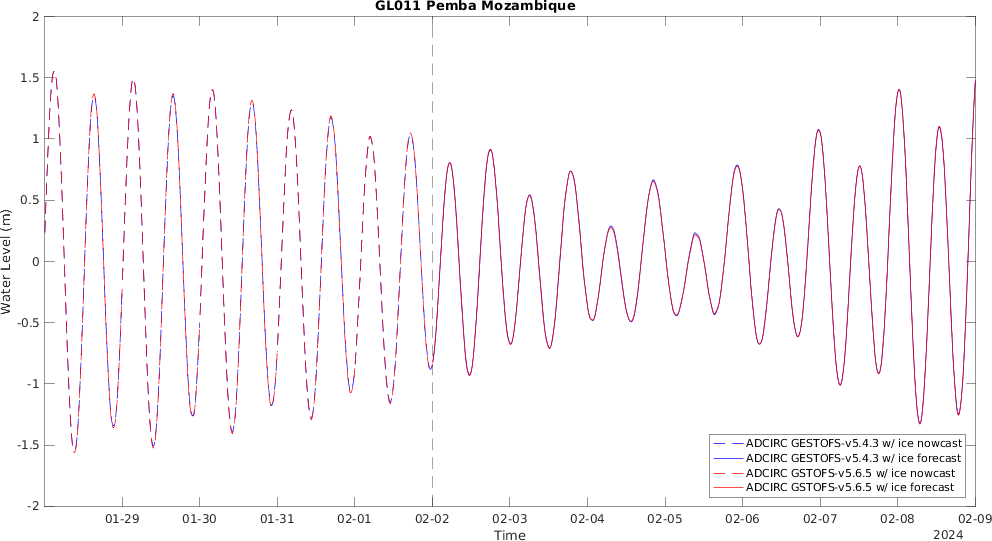 GL011 Pemba Mozambique
2
1.5
1
0.5
0
-0.5
-1
-1.5
-2
Water Level (m)
ADCIRC GESTOFS-v5.4.3 w/ ice nowcast
ADCIRC GESTOFS-v5.4.3 w/ ice forecast
ADCIRC GSTOFS-v5.6.5 w/ ice nowcast
ADCIRC GSTOFS-v5.6.5 w/ ice forecast
01-29 01-30 01-31 02-01 02-02 02-03 02-04 02-05 02-06 02-07 02-08 02-09
Time
2024